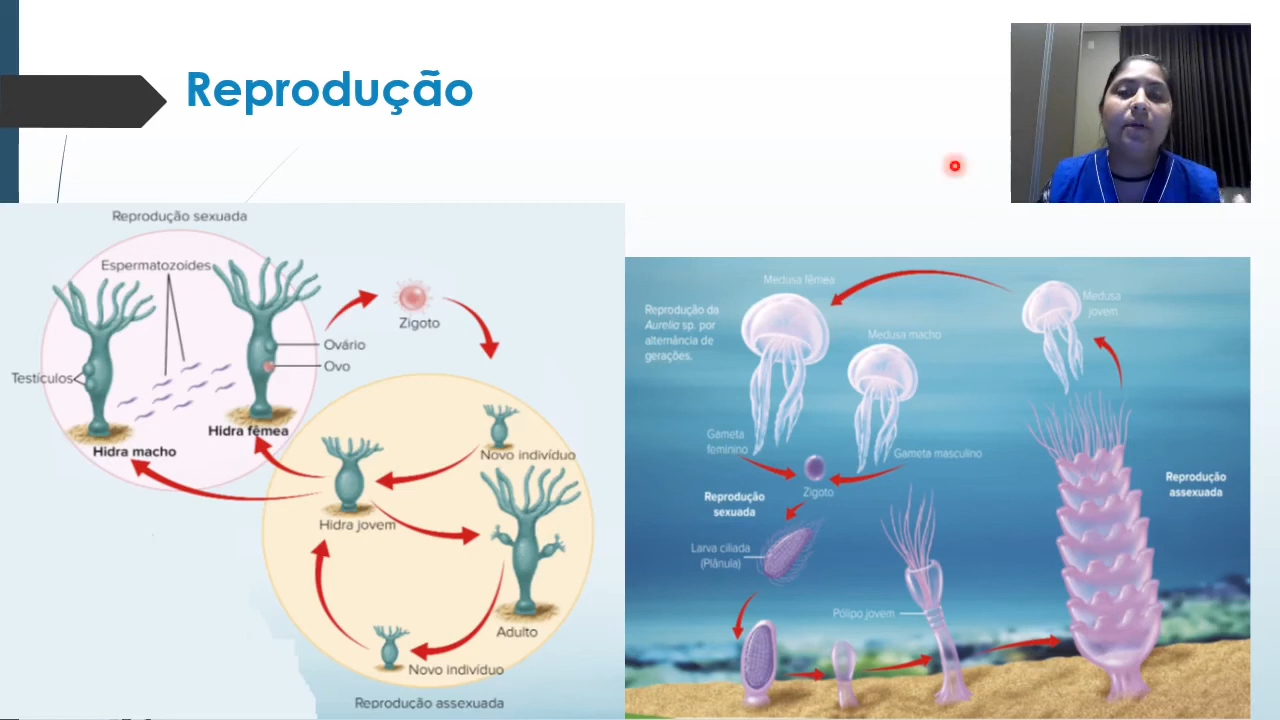 Reprodução
Reprodução sexuada
Espermatozoides
Zigoto
Ovário
Ovo
Testículos
Hidra fêmea
Hidra macho
Novo indivíduo
Hidra jovem
Adulto
Novo indivíduo
Reprodução assexuada
Medusa fêmea
Reprodução da
Aurelia sp. por
alternância de
gerações.
Medusa macho
Medusa
jovem
Gameta
feminino
Gameta masculino
Zigoto
Reprodução
sexuada
Reprodução
assexuada
Larva ciliada
(Plânula)
Pólipo jovem